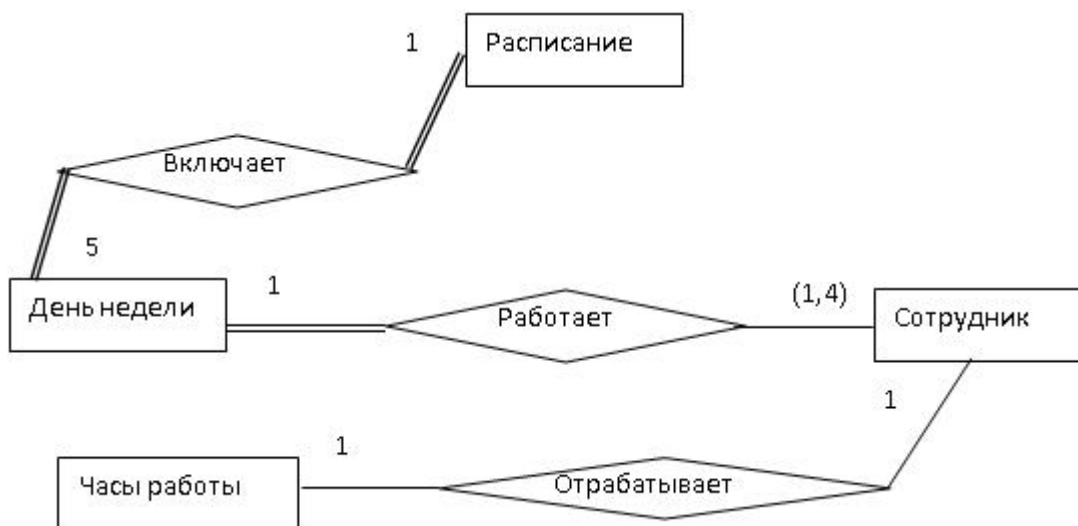 1
Расписание
Включает
5
День недели
1
Работает
(1,4)
Сотрудник
1
1
Часы работы
Отрабатывает